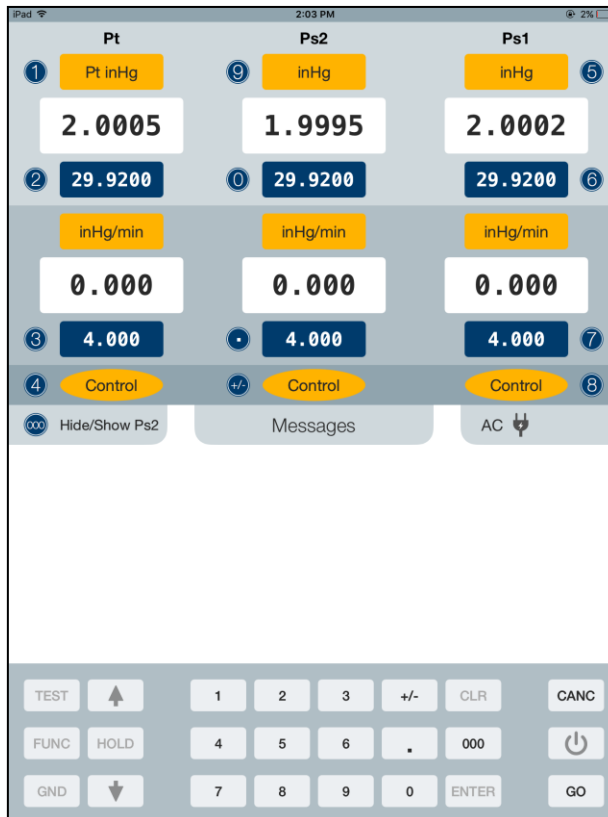 iPad 2:03 PM 2%
Pt Ps2 Ps1
1 Pt inHg 9 inHg inHg 5
2.0005 1.9995 2.0002
2 29.9200 0 29.9200 29.9200 6
inHg/min inHg/min inHg/min
0.000 0.000 0.000
3 4.000 . 4.000 4.000 7
4 Control +/- Control Control 8
000 Hide/Show Ps2 Messages AC
TEST 1 2 3 +/- CLR CANC
FUNC HOLD 4 5 6 . 000
GND 7 8 9 0 ENTER GO